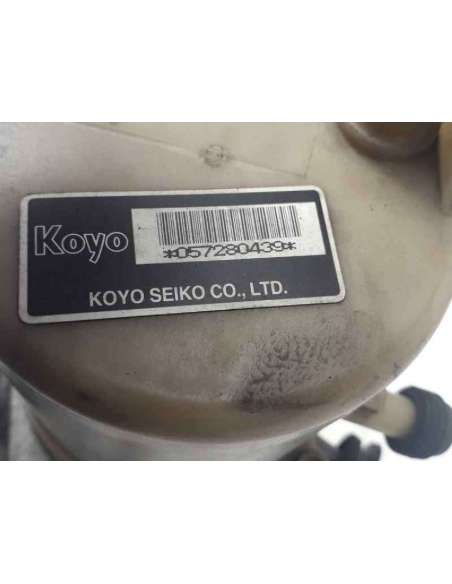 Koyo
*057280439*
KOYO SEIKO CO., LTD.